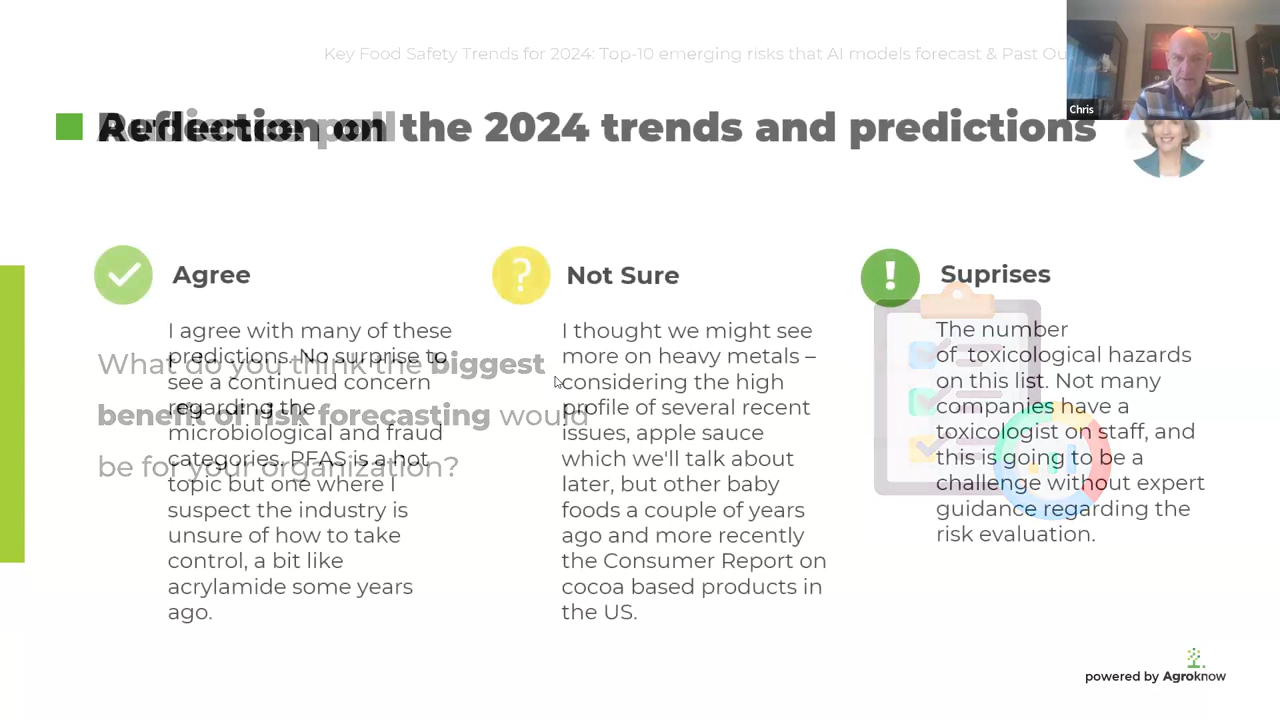 Key Food Safety Trends for 2024: Top-10 emerging risks that AI models forecast & Past
Chris
Reflection on the 2024 trends and predictions
Agree
I agree with many of these
predictions. No surprise to
see a continued concern
regarding the
microbiological and fraud
categories. PFAS is a hot
topic but one where I
suspect the industry is
unsure of how to take
control, a bit like
acrylamide some years
ago.
What do you think the biggest
benefit of risk forecasting would
be for your organization?
Not Sure
I thought we might see
more on heavy metals –
considering the high
profile of several recent
issues, apple sauce
which we'll talk about
later, but other baby
foods a couple of years
ago and more recently
the Consumer Report on
cocoa based products in
the US.
Suprises
The number
of toxicological hazards
on this list. Not many
companies have a
toxicologist on staff, and
this is going to be a
challenge without expert
guidance regarding the
risk evaluation.
powered by Agroknow